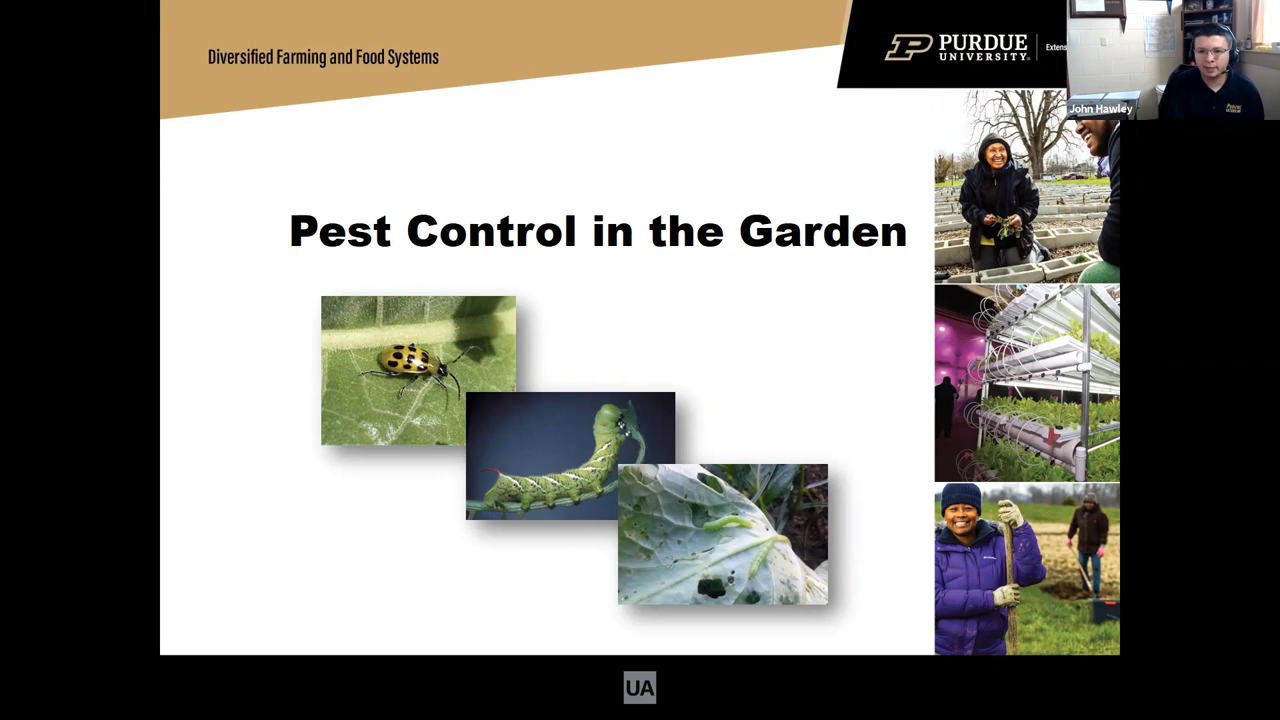 Diversified Farming and Food Systems
PURDUE
UNIVERSITY®
John Hawley
Pest Control in the Garden
UA